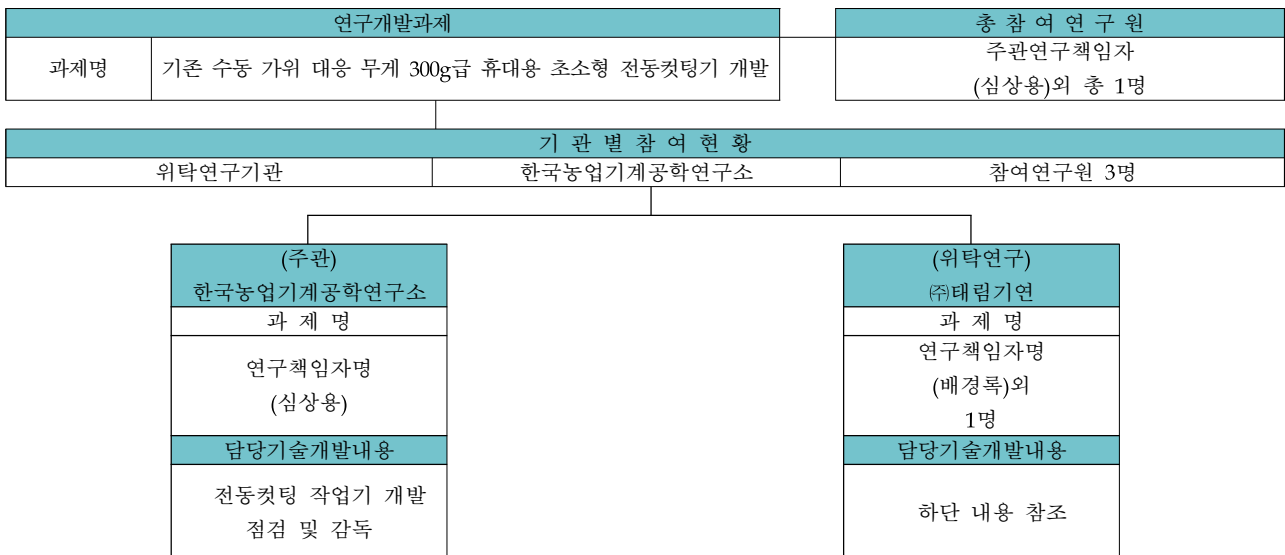 연구개발과제
과제명
기존 수동 가위 대응 무게 300g급 휴대용 초소형 전동컷팅기 개발
총 참 여 연 구 원
주관연구책임자
(심상용)외 총 1명
기 관 별 참 여 현 황
위탁연구기관
한국농업기계공학연구소
참여연구원 3명
(주관)
한국농업기계공학연구소
과 제 명
연구책임자명
(심상용)
담당기술개발내용
전동컷팅 작업기 개발
점검 및 감독
(위탁연구)
㈜태림기연
과 제 명
연구책임자명
(배경록)외
1명
담당기술개발내용
하단 내용 참조